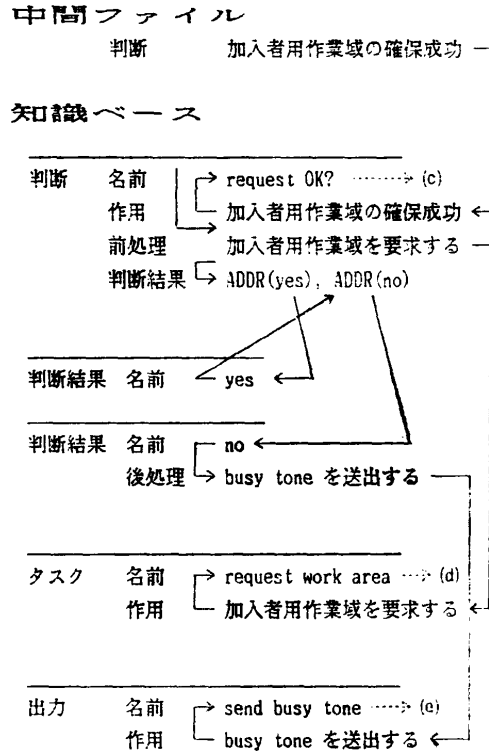 中間ファイル
判断 加入者用作業域の確保成功
知識ベース
判断 名前 request OK? (c)
作用 加入者用作業域の確保成功
前処理 加入者用作業域を要求する
判断結果 ADDR(yes), ADDR(no)
判断結果 名前 yes
判断結果 名前 no
後処理 busy tone を送出する
タスク 名前 request work area (d)
作用 加入者用作業域を要求する
出力 名前 send busy tone (e)
作用 busy tone を送出する